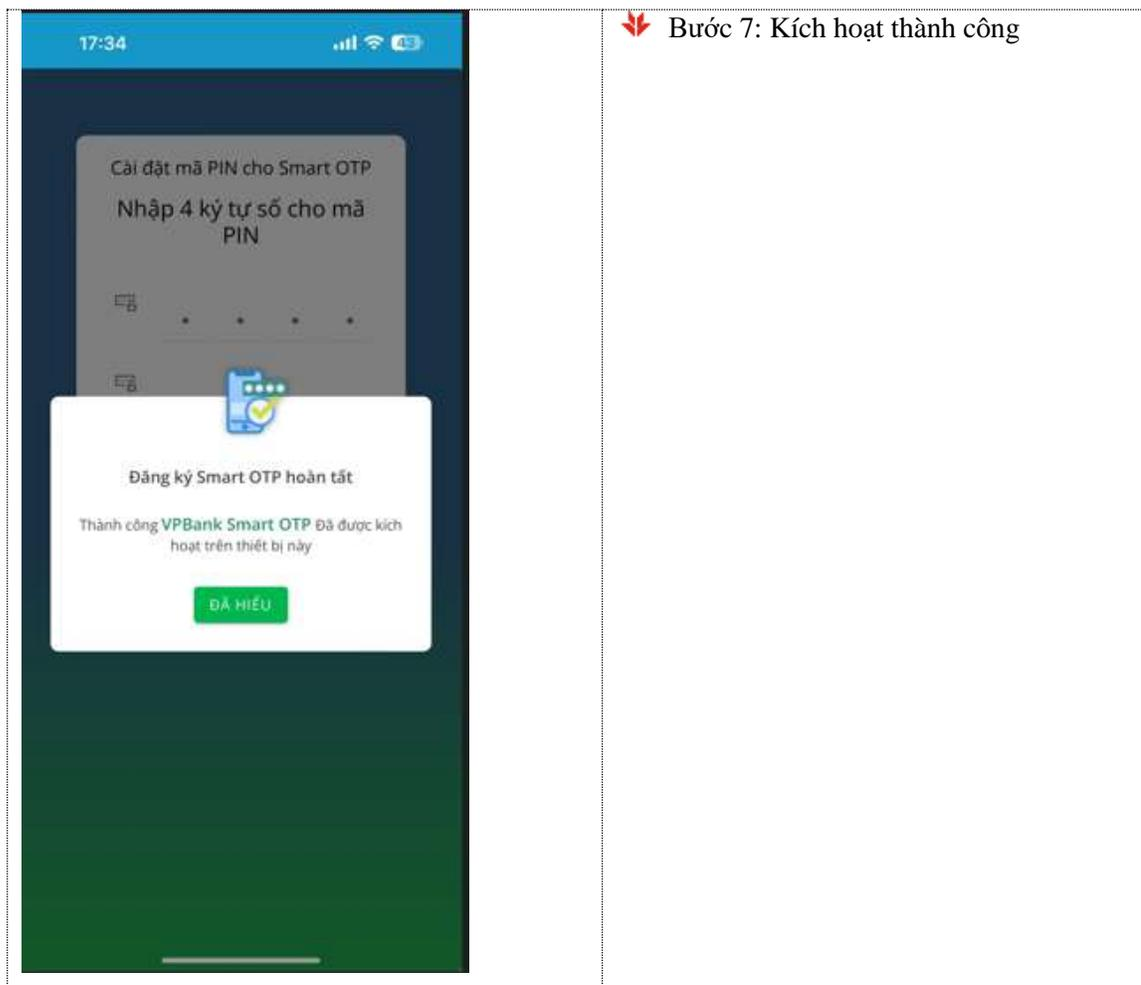 17:34
43
Cài đặt mã PIN cho Smart OTP
Nhập 4 ký tự số cho mã
PIN
Đăng ký Smart OTP hoàn tất
Thành công VPBank Smart OTP Đã được kích
hoạt trên thiết bị này
ĐÃ HIỂU
Bước 7: Kích hoạt thành công